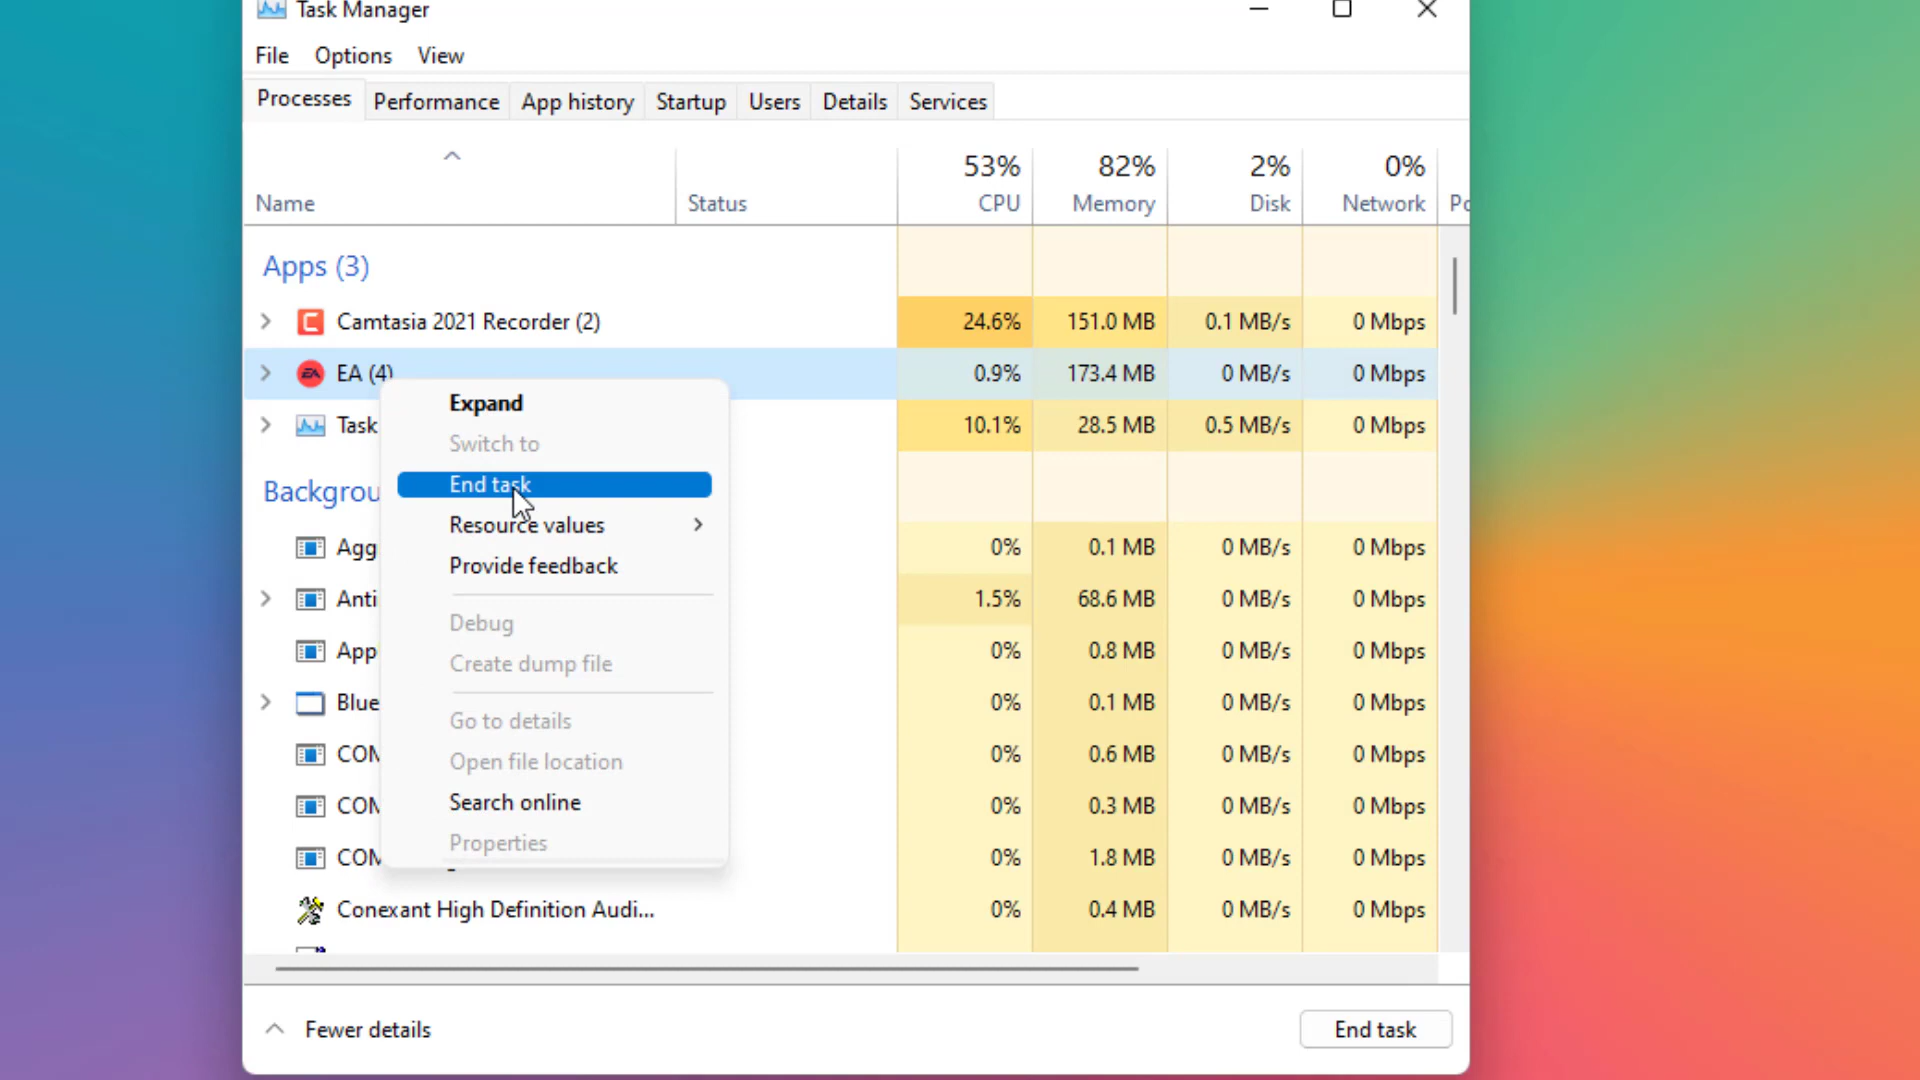 Task Manager
File Options View
Processes Performance App history Startup Users Details Services
53% 82% 2% 0%
Name Status CPU Memory Disk Network Po
Apps (3)
Camtasia 2021 Recorder (2) 24.6% 151.0 MB 0.1 MB/s 0 Mbps
EA (4) 0.9% 173.4 MB 0 MB/s 0 Mbps
Task 10.1% 28.5 MB 0.5 MB/s 0 Mbps
Backgrou
Agg 0% 0.1 MB 0 MB/s 0 Mbps
Anti 1.5% 68.6 MB 0 MB/s 0 Mbps
App 0% 0.8 MB 0 MB/s 0 Mbps
Blue 0% 0.1 MB 0 MB/s 0 Mbps
COM 0% 0.6 MB 0 MB/s 0 Mbps
COM 0% 0.3 MB 0 MB/s 0 Mbps
COM 0% 1.8 MB 0 MB/s 0 Mbps
Conexant High Definition Audi... 0% 0.4 MB 0 MB/s 0 Mbps
Expand
Switch to
End task
Resource values
Provide feedback
Debug
Create dump file
Go to details
Open file location
Search online
Properties
Fewer details
End task